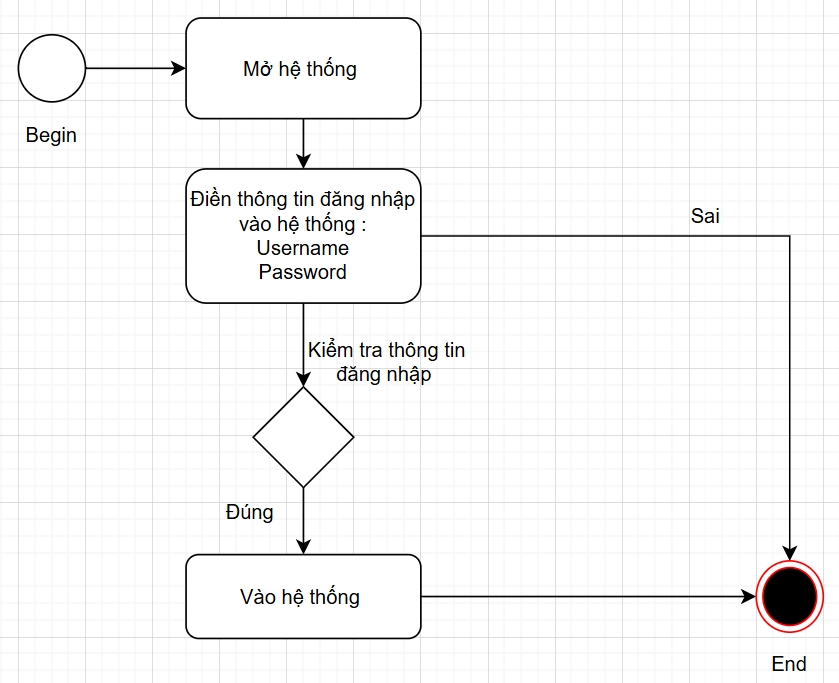 Mở hệ thống
Begin
Điền thông tin đăng nhập
vào hệ thống :
Username
Password
Sai
Kiểm tra thông tin
đăng nhập
Đúng
Vào hệ thống
End